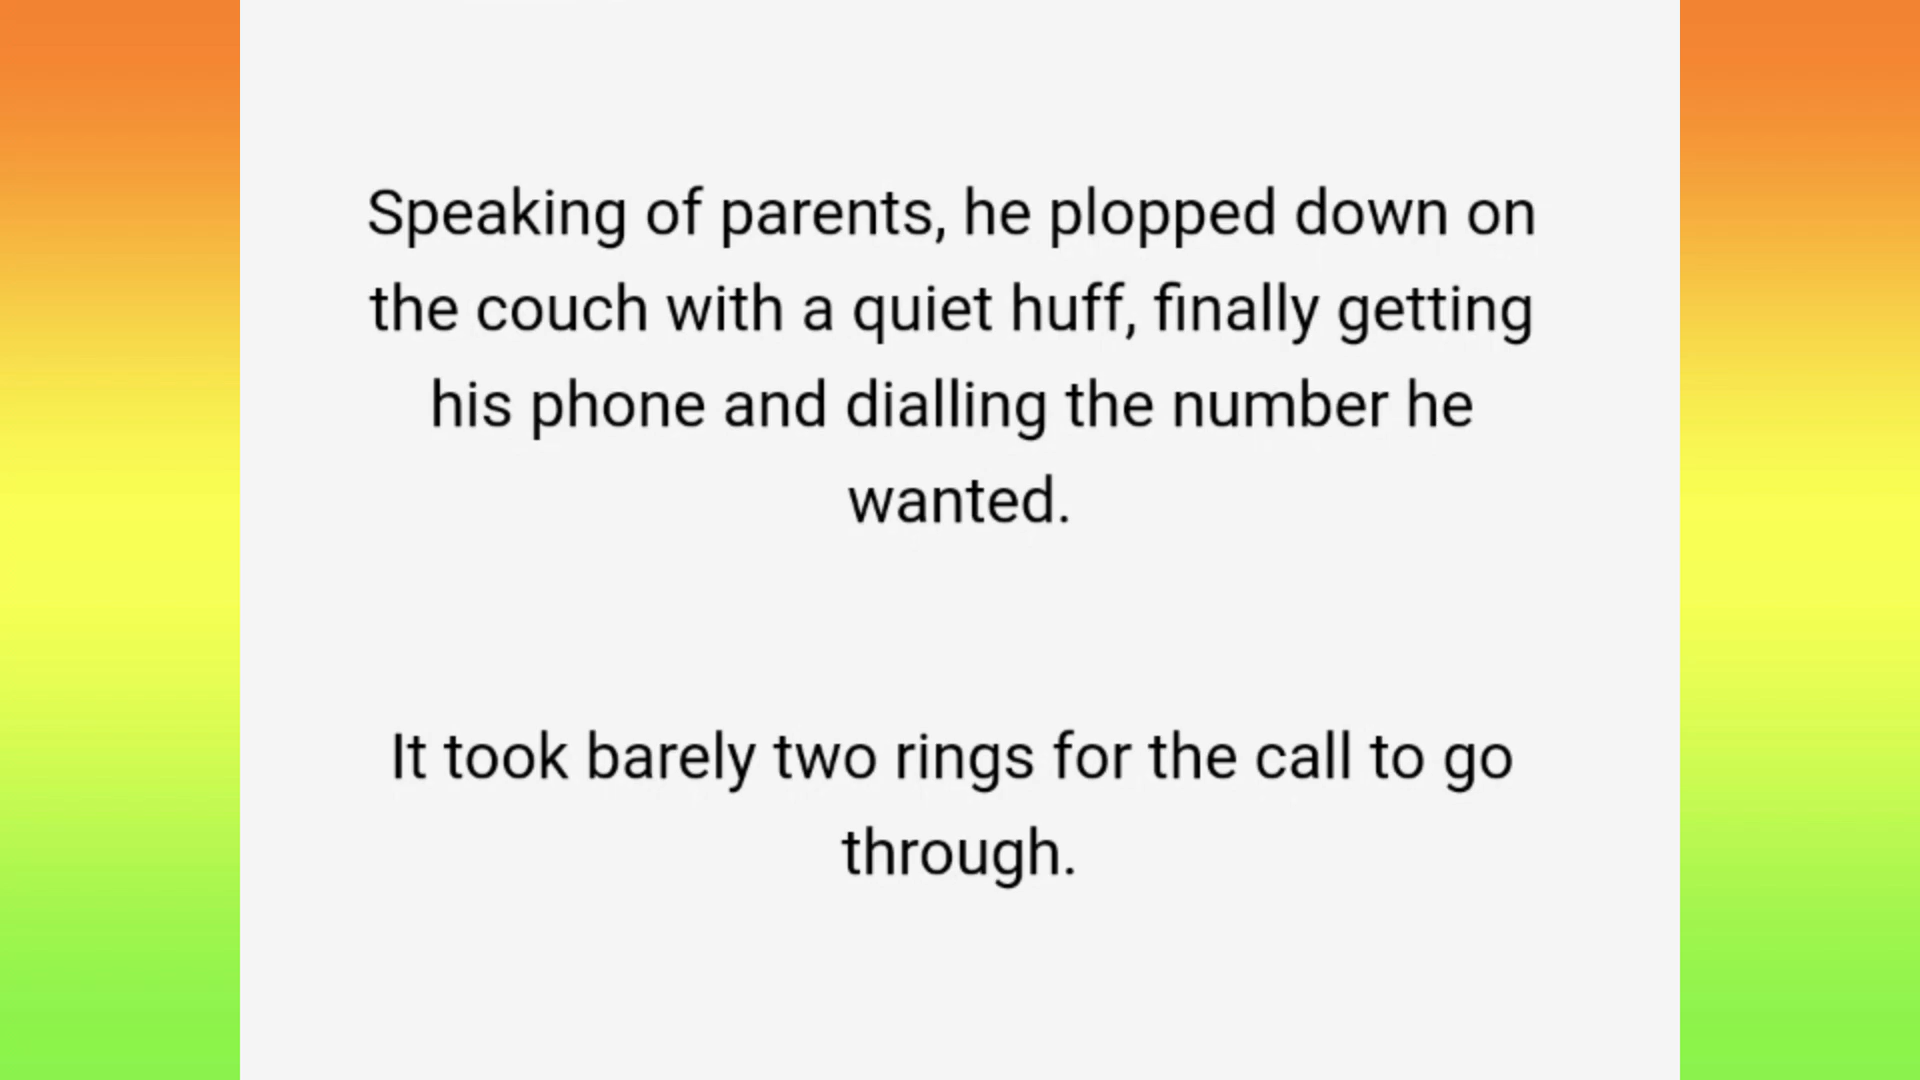 Speaking of parents, he plopped down on
the couch with a quiet huff, finally getting
his phone and dialling the number he
wanted.
It took barely two rings for the call to go
through.